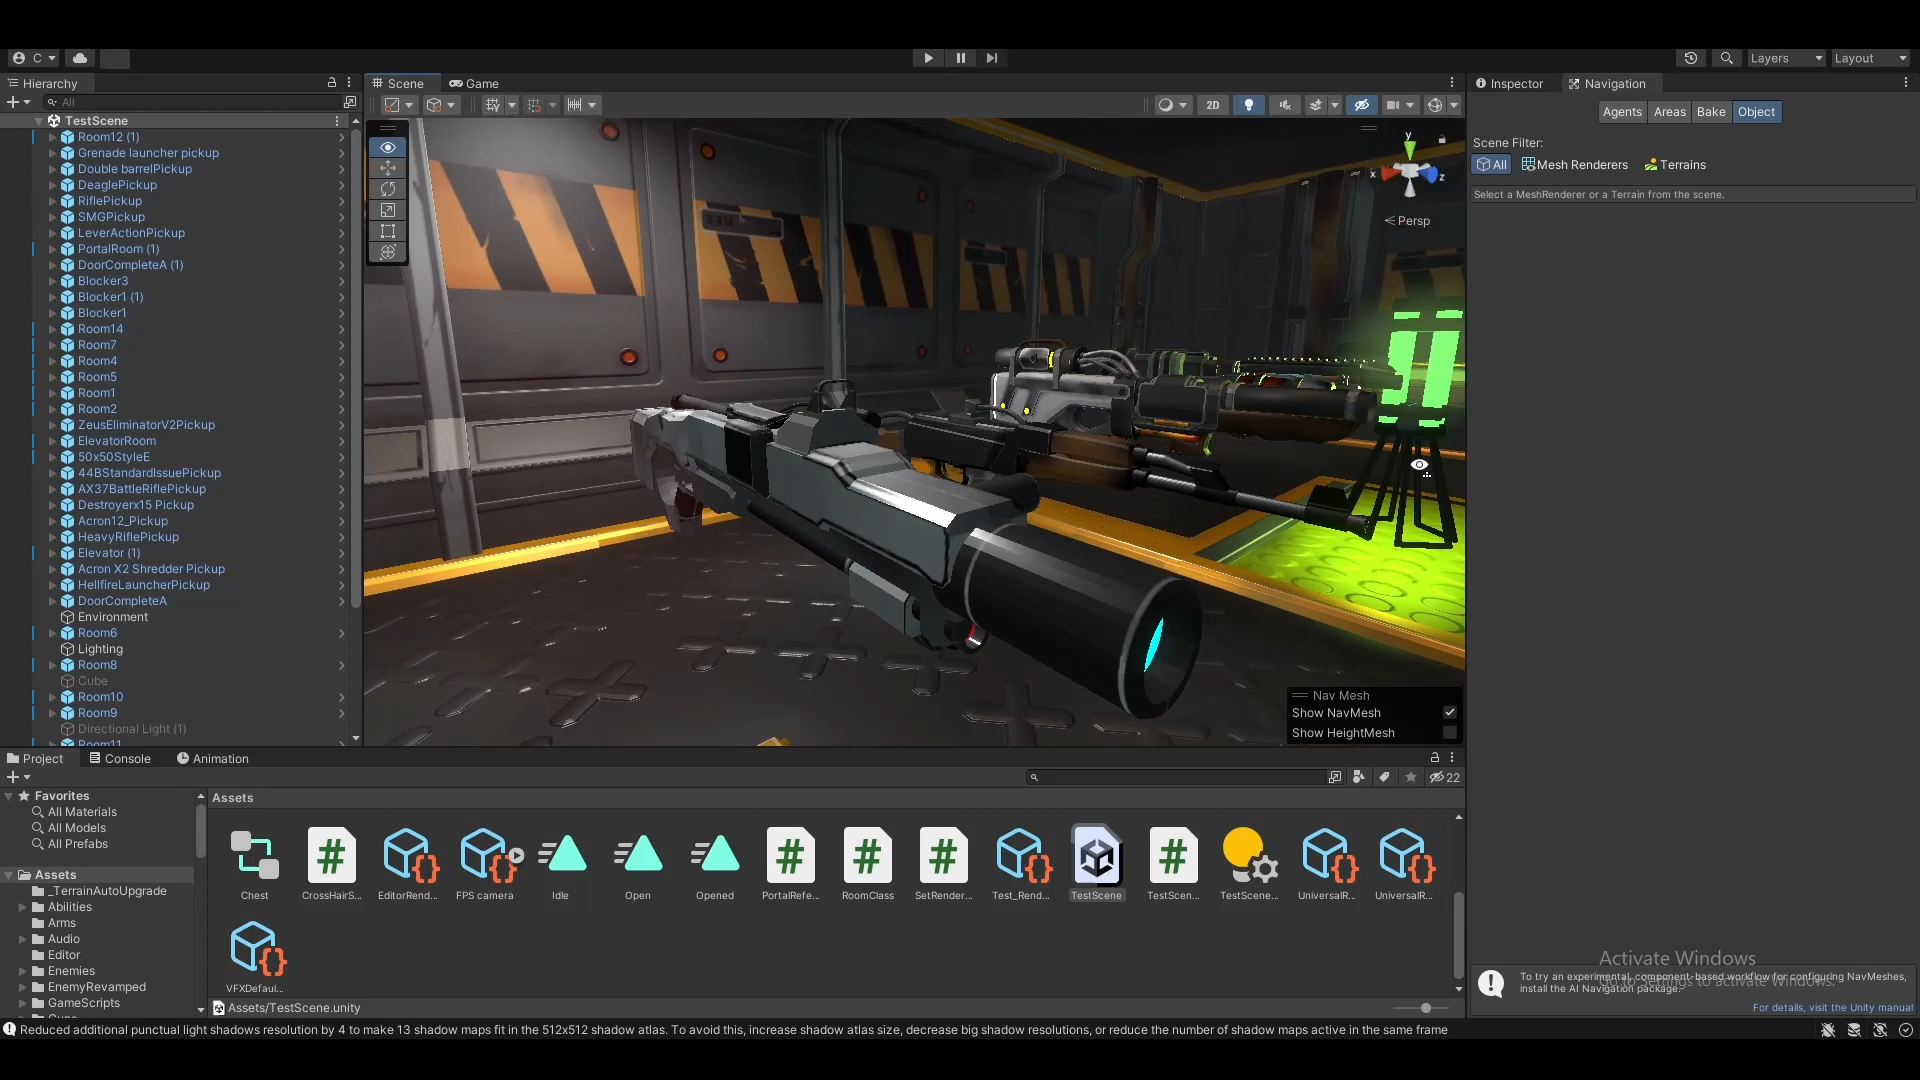 C
Layers
Layout
Hierarchy
Scene
Game
Inspector
Navigation
All
2D
Agents
Areas
Bake
Object
TestScene
Room12 (1)
Grenade launcher pickup
Double barrelPickup
DeaglePickup
RiflePickup
SMGPickup
LeverActionPickup
PortalRoom (1)
DoorCompleteA (1)
Blocker3
Blocker1 (1)
Blocker1
Room14
Room7
Room4
Room5
Room1
Room2
ZeusEliminatorV2Pickup
ElevatorRoom
50x50StyleE
44BStandardIssuePickup
AX37BattleRiflePickup
Destroyerx15 Pickup
Acron12_Pickup
HeavyRiflePickup
Elevator (1)
Acron X2 Shredder Pickup
HellfireLauncherPickup
DoorCompleteA
Environment
Room6
Lighting
Room8
Cube
Room10
Room9
Directional Light (1)
Room11
y
x
z
Persp
Scene Filter:
All
Mesh Renderers
Terrains
Select a MeshRenderer or a Terrain from the scene.
Nav Mesh
Show NavMesh
Show HeightMesh
Project
Console
Animation
22
Favorites
All Materials
All Models
All Prefabs
Assets
_TerrainAutoUpgrade
Abilities
Arms
Audio
Editor
Enemies
EnemyRevamped
GameScripts
Assets
Chest
CrossHairS...
EditorRend...
FPS camera
Idle
Open
Opened
PortalRefe...
RoomClass
SetRender...
Test_Rend...
TestScene
TestScen...
TestScene...
UniversalR...
UniversalR...
VFXDefaul...
Assets/TestScene.unity
Activate Windows
Go to Settings to activate Windows.
To try an experimental, component-based workflow for configuring NavMeshes,
install the AI Navigation package.
For details, visit the Unity manual
Reduced additional punctual light shadows resolution by 4 to make 13 shadow maps fit in the 512x512 shadow atlas. To avoid this, increase shadow atlas size, decrease big shadow resolutions, or reduce the number of shadow maps active in the same frame